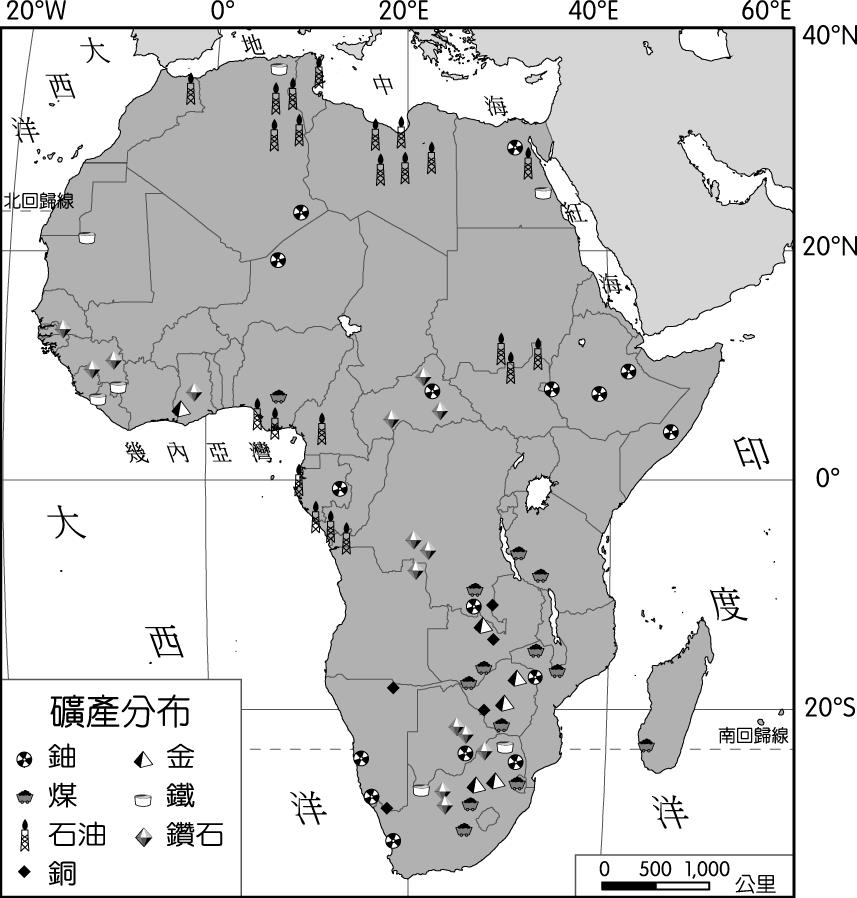 20°W 0° 20°E 40°E 60°E
40°N
大 地
西 中
洋 海
北回歸線
紅
20°N
海
幾 內 亞 灣
印
0°
大
度
西
20°S
南回歸線
洋 洋
礦產分布
鈾 金
煤 鐵
石油 鑽石
銅
0 500 1,000
公里